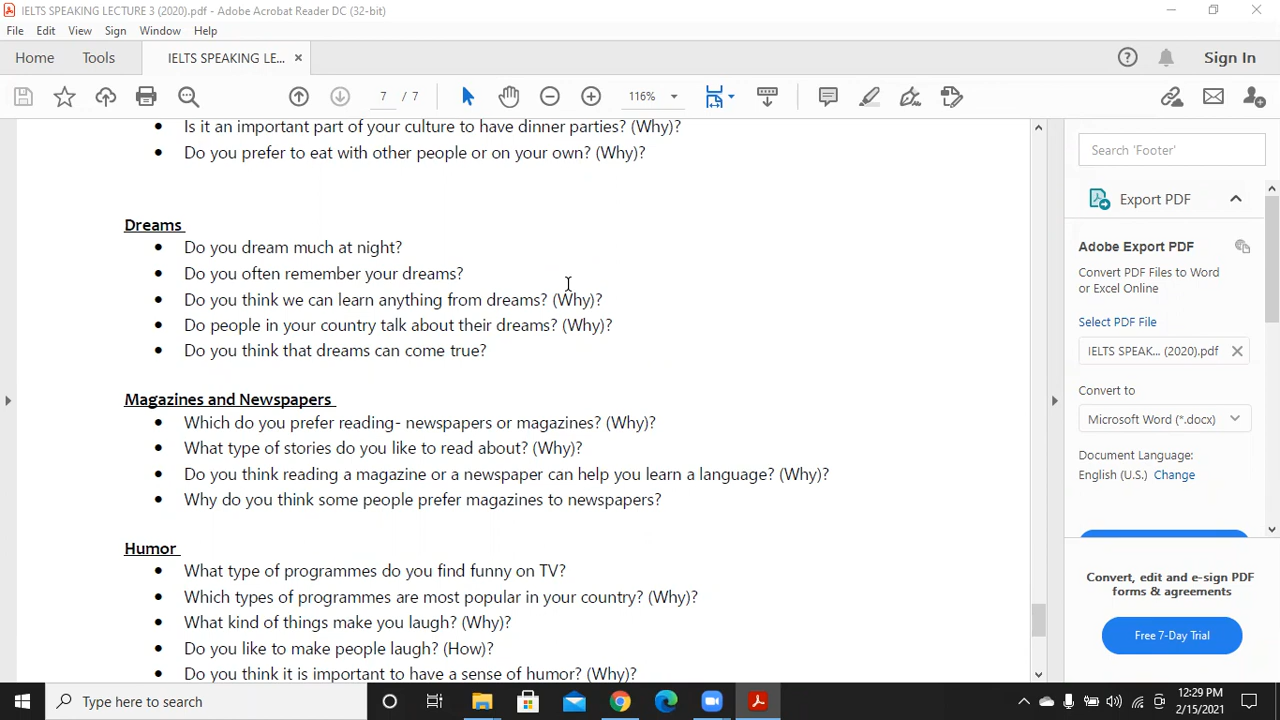 IELTS SPEAKING LECTURE 3 (2020).pdf - Adobe Acrobat Reader DC (32-bit)
File Edit View Sign Window Help
Home Tools IELTS SPEAKING LE... × Sign In
7 / 7 116%
• Is it an important part of your culture to have dinner parties? (Why)?
• Do you prefer to eat with other people or on your own? (Why)?
Dreams
• Do you dream much at night?
• Do you often remember your dreams?
• Do you think we can learn anything from dreams? (Why)?
• Do people in your country talk about their dreams? (Why)?
• Do you think that dreams can come true?
Magazines and Newspapers
• Which do you prefer reading- newspapers or magazines? (Why)?
• What type of stories do you like to read about? (Why)?
• Do you think reading a magazine or a newspaper can help you learn a language? (Why)?
• Why do you think some people prefer magazines to newspapers?
Humor
• What type of programmes do you find funny on TV?
• Which types of programmes are most popular in your country? (Why)?
• What kind of things make you laugh? (Why)?
• Do you like to make people laugh? (How)?
• Do you think it is important to have a sense of humor? (Why)?
Search 'Footer'
Export PDF
Adobe Export PDF
Convert PDF Files to Word
or Excel Online
Select PDF File
IELTS SPEAK... (2020).pdf
Convert to
Microsoft Word (*.docx)
Document Language:
English (U.S.) Change
Convert, edit and e-sign PDF
forms & agreements
Free 7-Day Trial
Type here to search
12:29 PM
2/15/2021